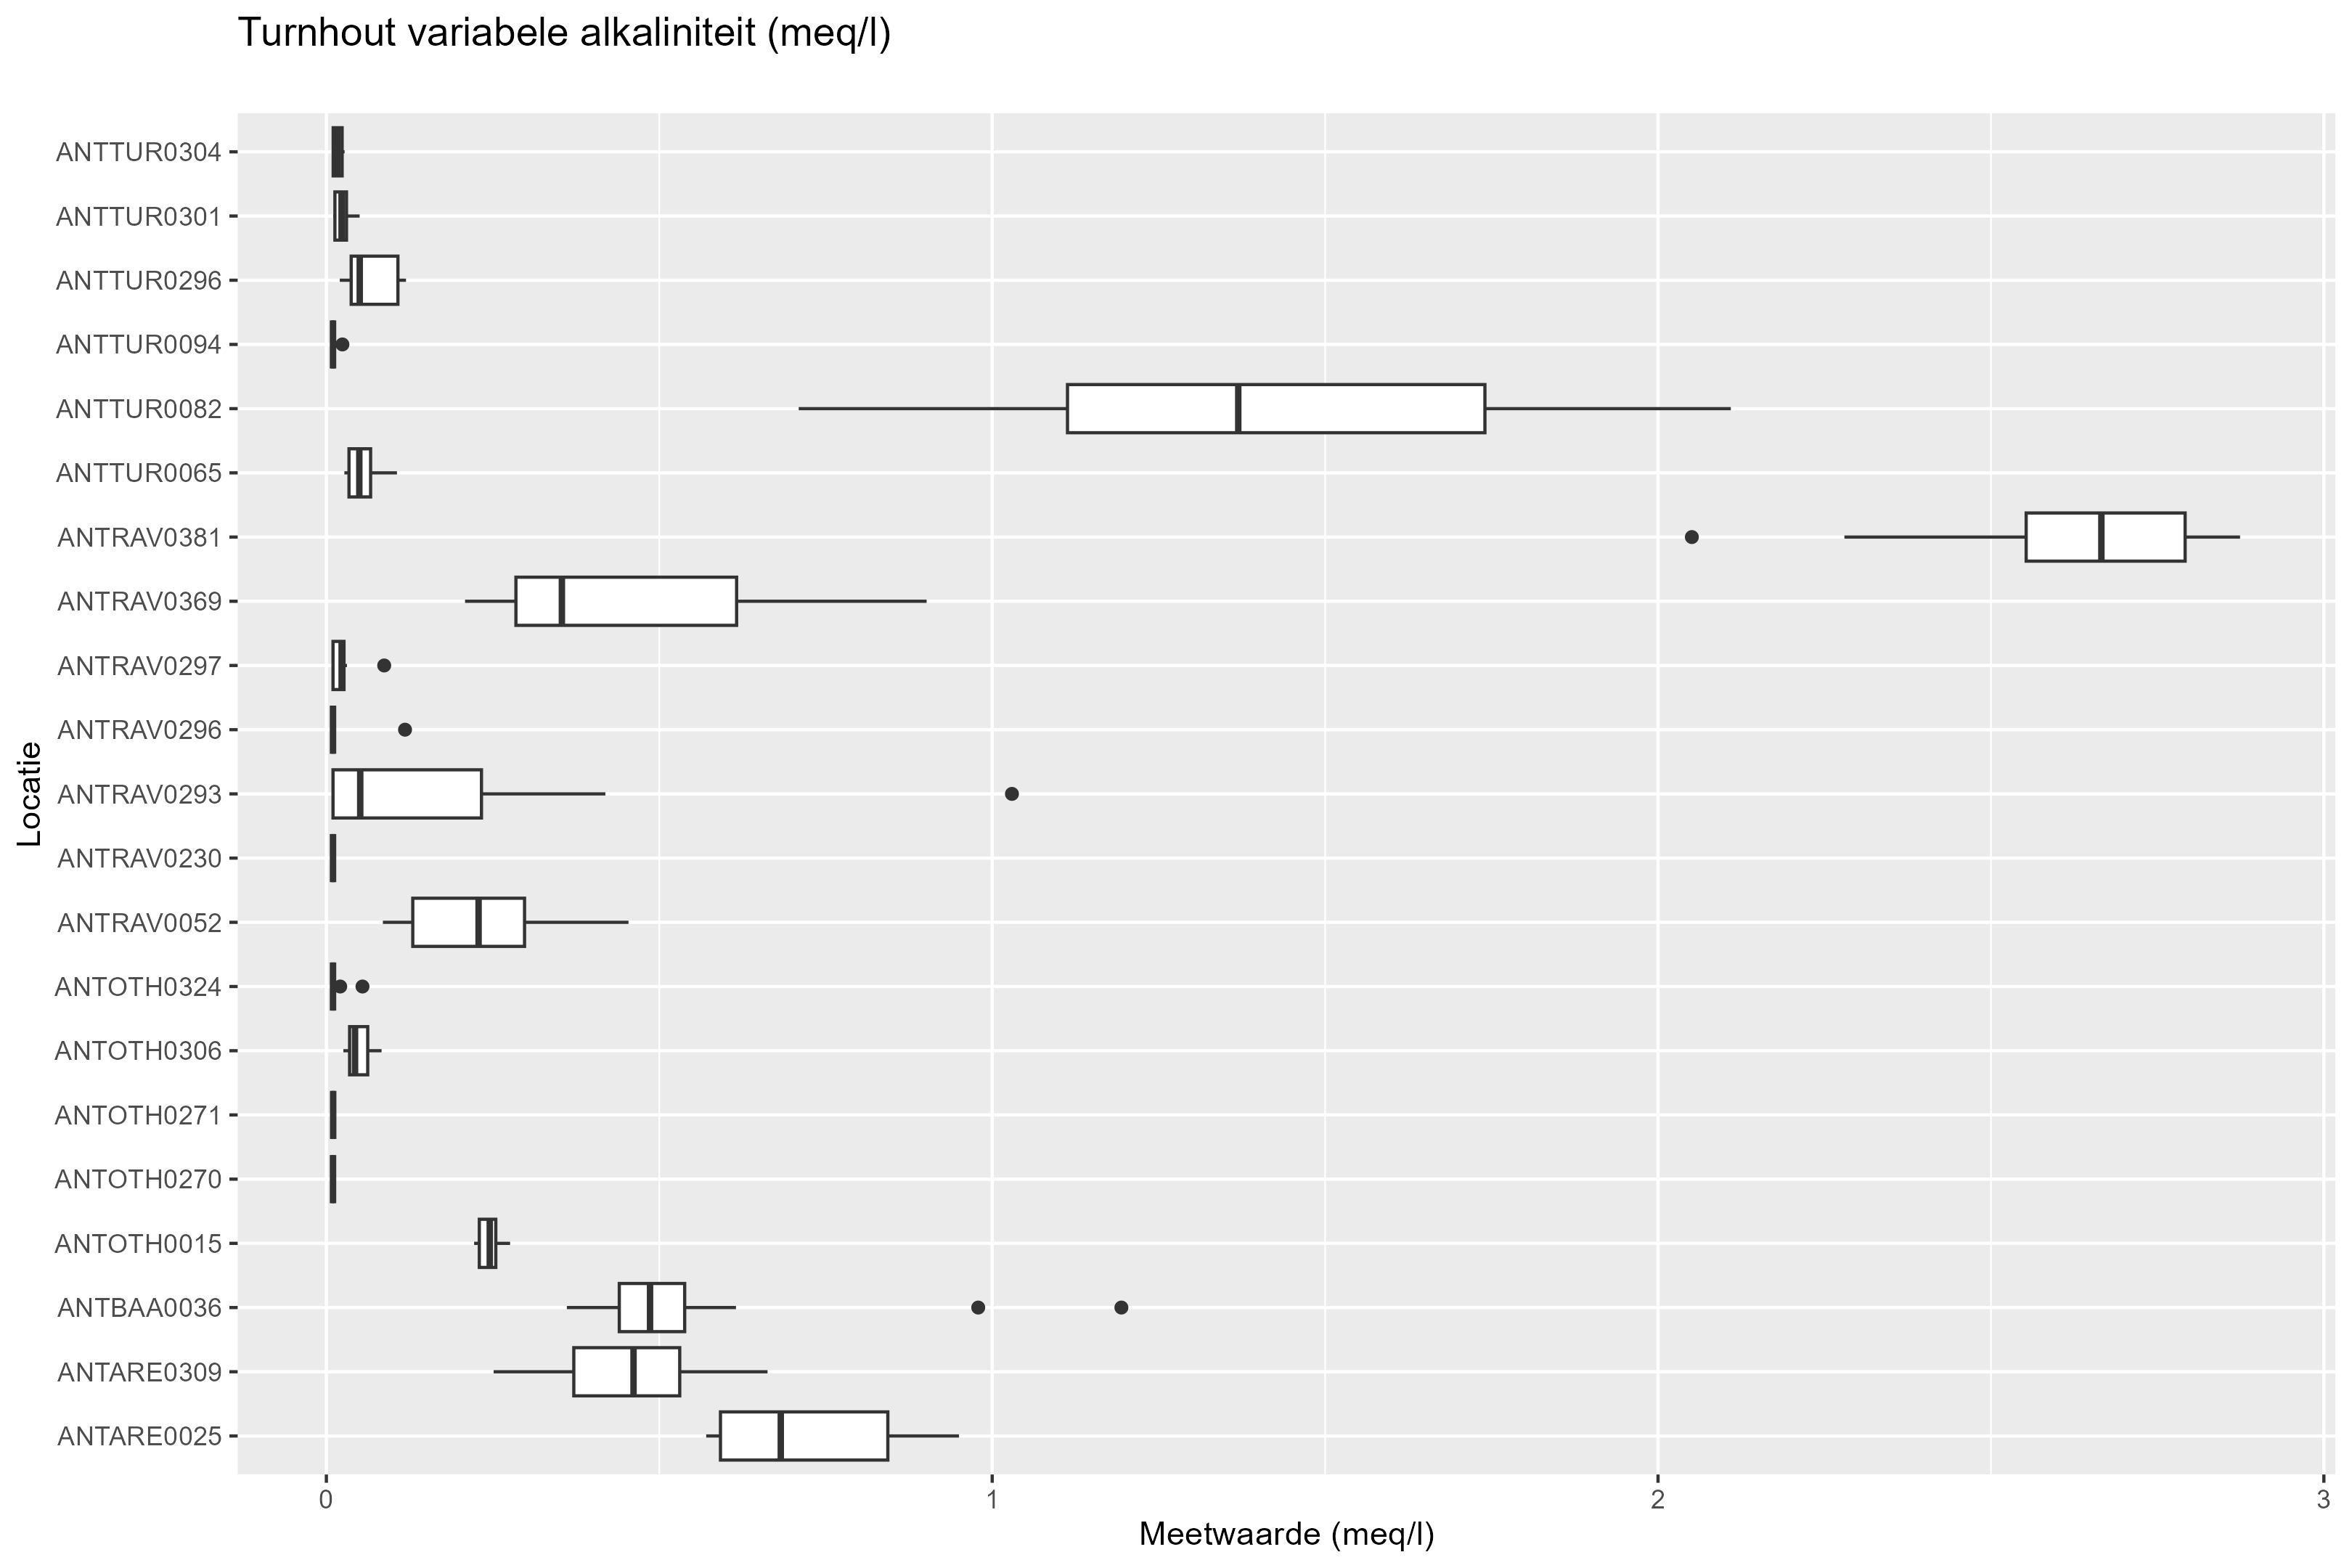 Turnhout variabele alkaliniteit (meq/l)
Locatie
ANTTUR0304
ANTTUR0301
ANTTUR0296
ANTTUR0094
ANTTUR0082
ANTTUR0065
ANTRAV0381
ANTRAV0369
ANTRAV0297
ANTRAV0296
ANTRAV0293
ANTRAV0230
ANTRAV0052
ANTOTH0324
ANTOTH0306
ANTOTH0271
ANTOTH0270
ANTOTH0015
ANTBAA0036
ANTARE0309
ANTARE0025
0 1 2 3
Meetwaarde (meq/l)